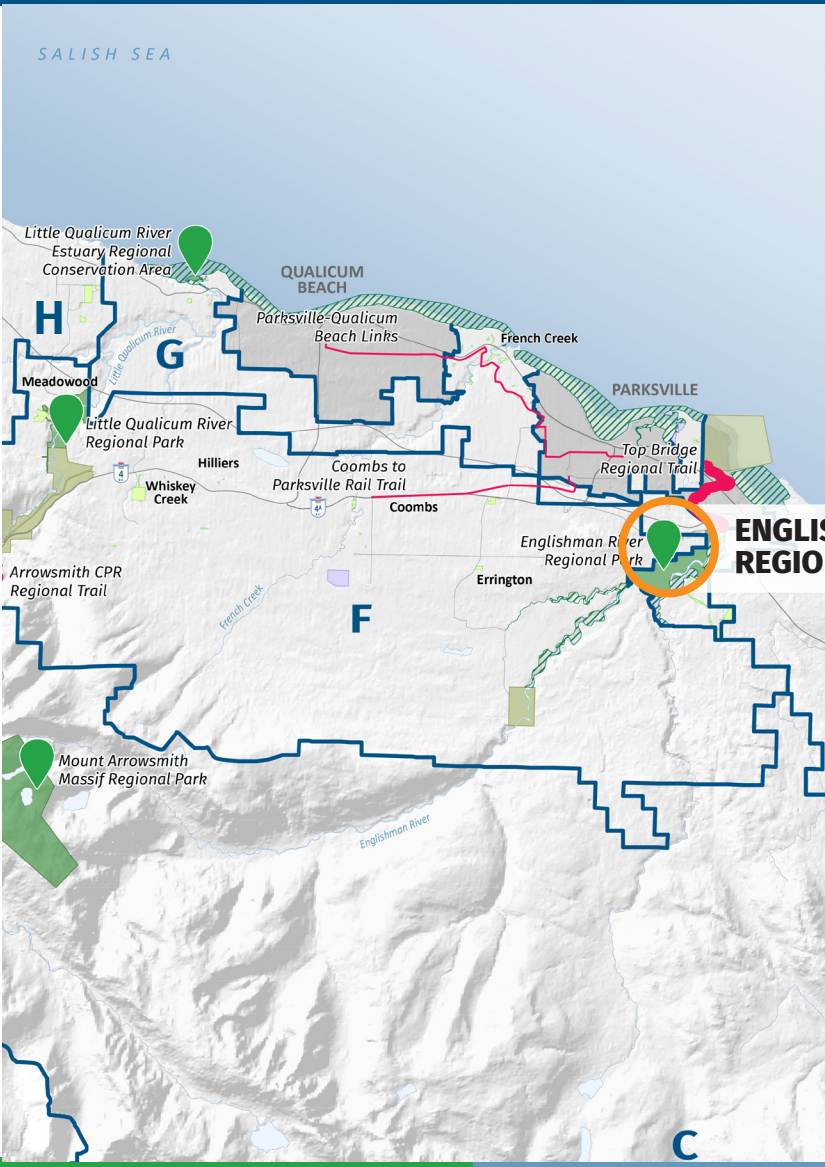 SALISH SEA
Little Qualicum River
Estuary Regional
Conservation Area
QUALICUM
BEACH
H
Parksville-Qualicum
Beach Links
French Creek
Little Qualicum River
G
Meadowood
PARKSVILLE
Little Qualicum River
Regional Park
Top Bridge
Regional Trail
Hilliers
Coombs to
Parksville Rail Trail
4
Whiskey
Creek
4A
Coombs
ENGLIS
REGIO
Englishman River
Regional Park
Arrowsmith CPR
Regional Trail
Errington
French Creek
F
Mount Arrowsmith
Massif Regional Park
Englishman River
C